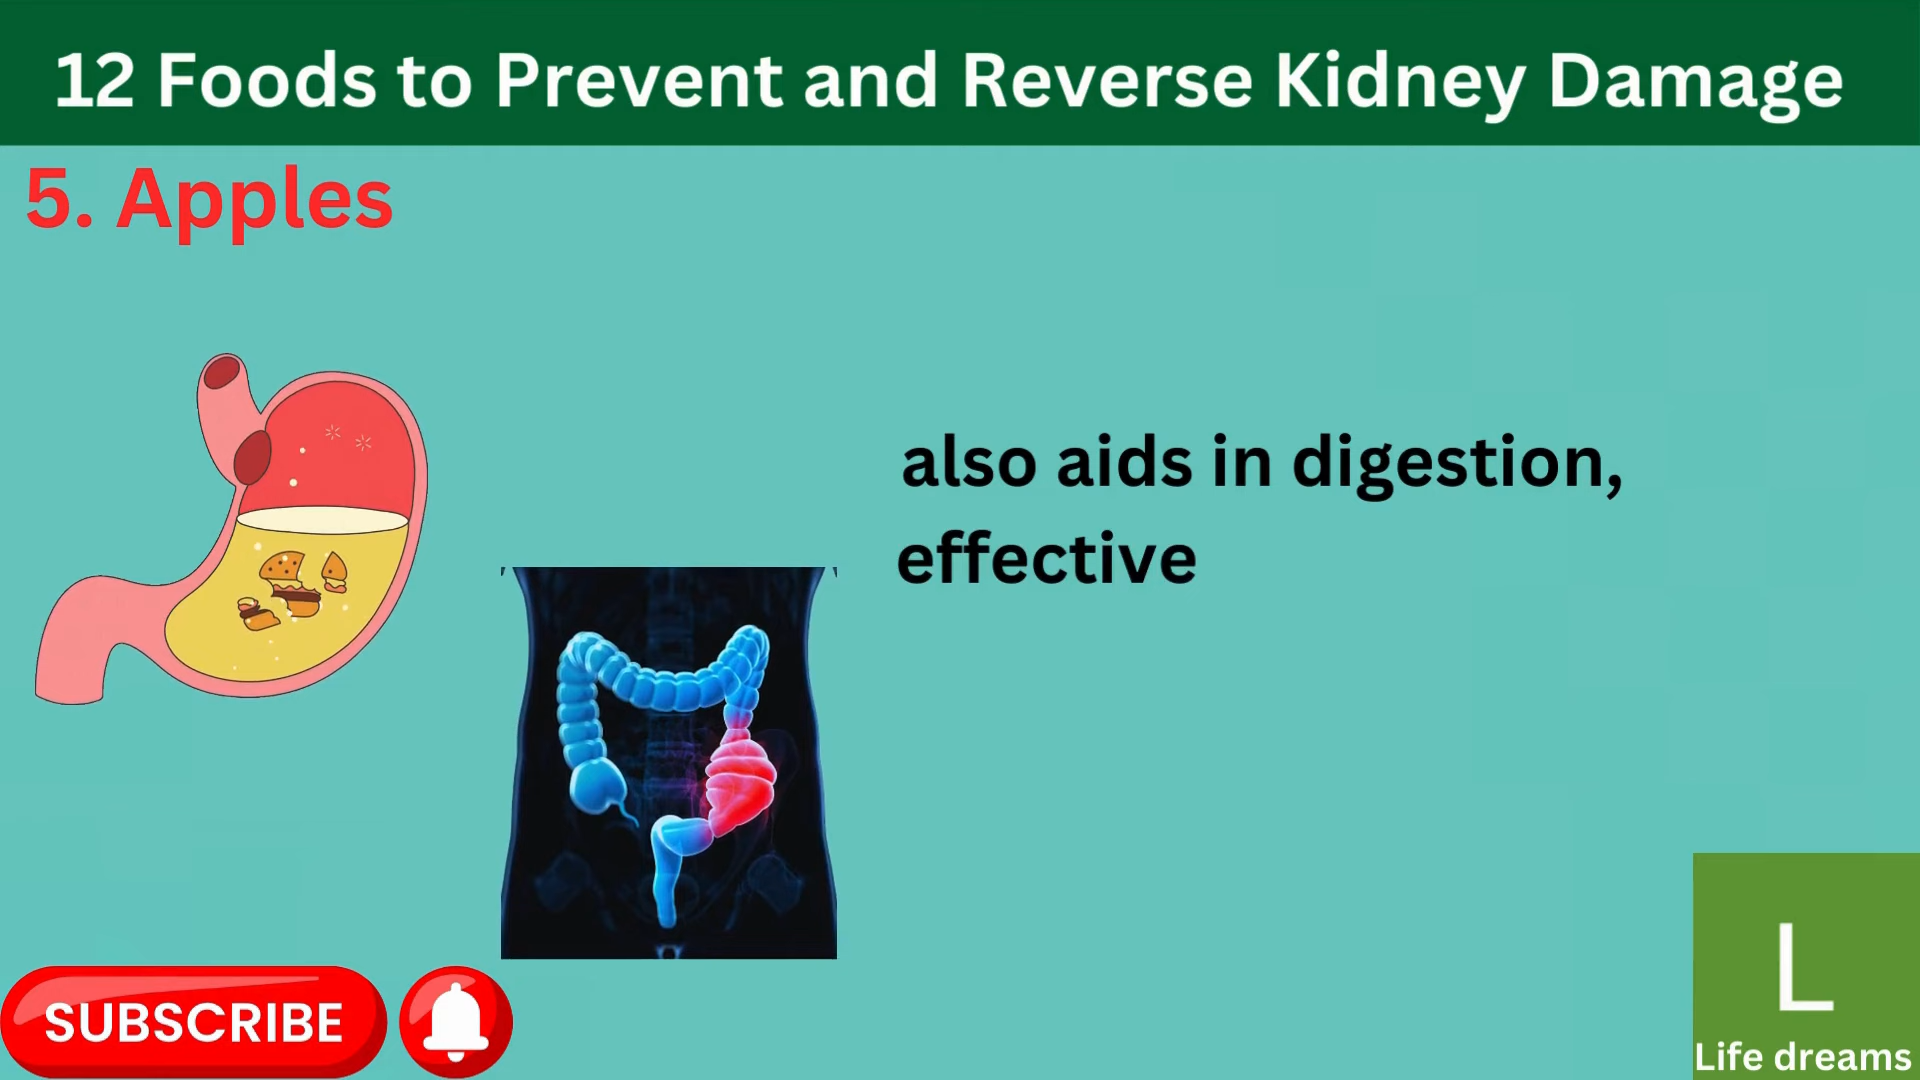 12 Foods to Prevent and Reverse Kidney Damage
5. Apples
also aids in digestion,
effective
SUBSCRIBE
L
Life dreams